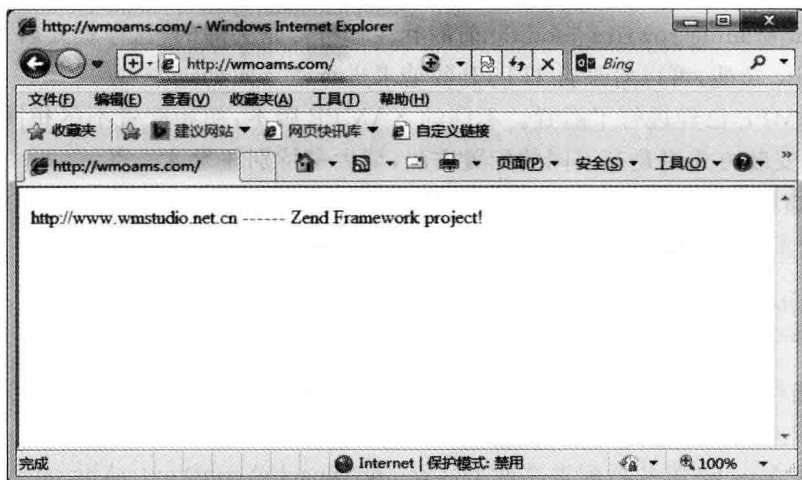 http://wmoams.com/ - Windows Internet Explorer
http://wmoams.com/ Bing
文件(F) 编辑(E) 查看(V) 收藏夹(A) 工具(T) 帮助(H)
收藏夹 建议网站 网页快讯库 自定义链接
http://wmoams.com/ 页面(P) 安全(S) 工具(O) »
http://www.wmstudio.net.cn ------ Zend Framework project!
完成 Internet | 保护模式: 禁用 100%